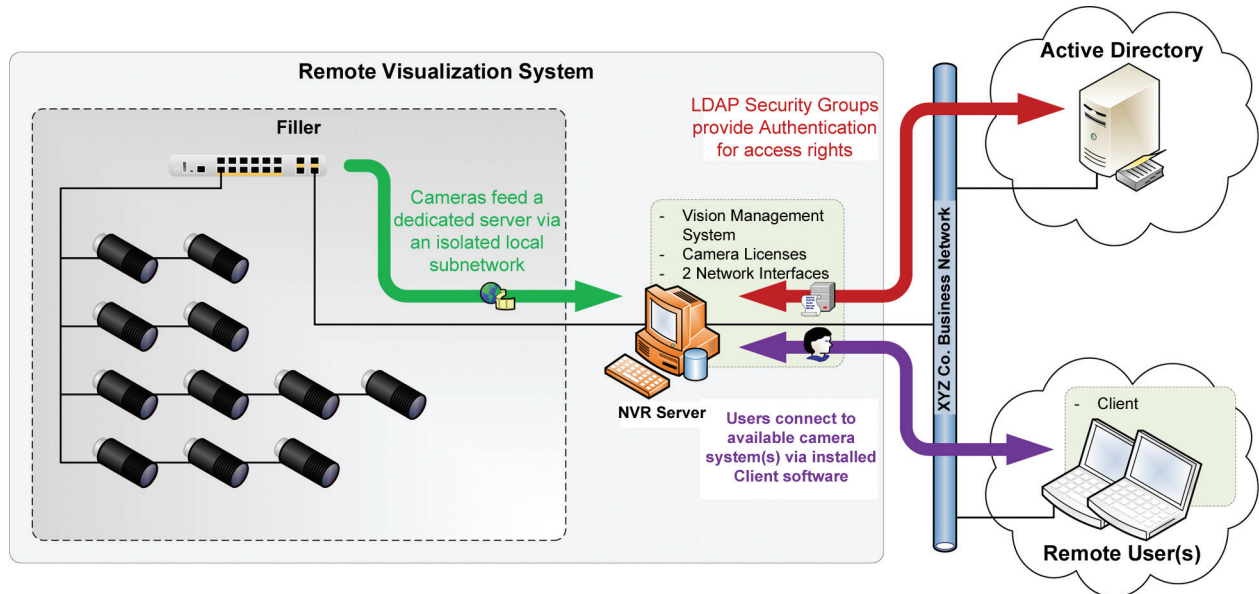 Remote Visualization System
Filler
Cameras feed a
dedicated server via
an isolated local
subnetwork
LDAP Security Groups
provide Authentication
for access rights
- Vision Management
System
- Camera Licenses
- 2 Network Interfaces
NVR Server
Users connect to
available camera
system(s) via installed
Client software
XYZ Co. Business Network
Active Directory
- Client
Remote User(s)